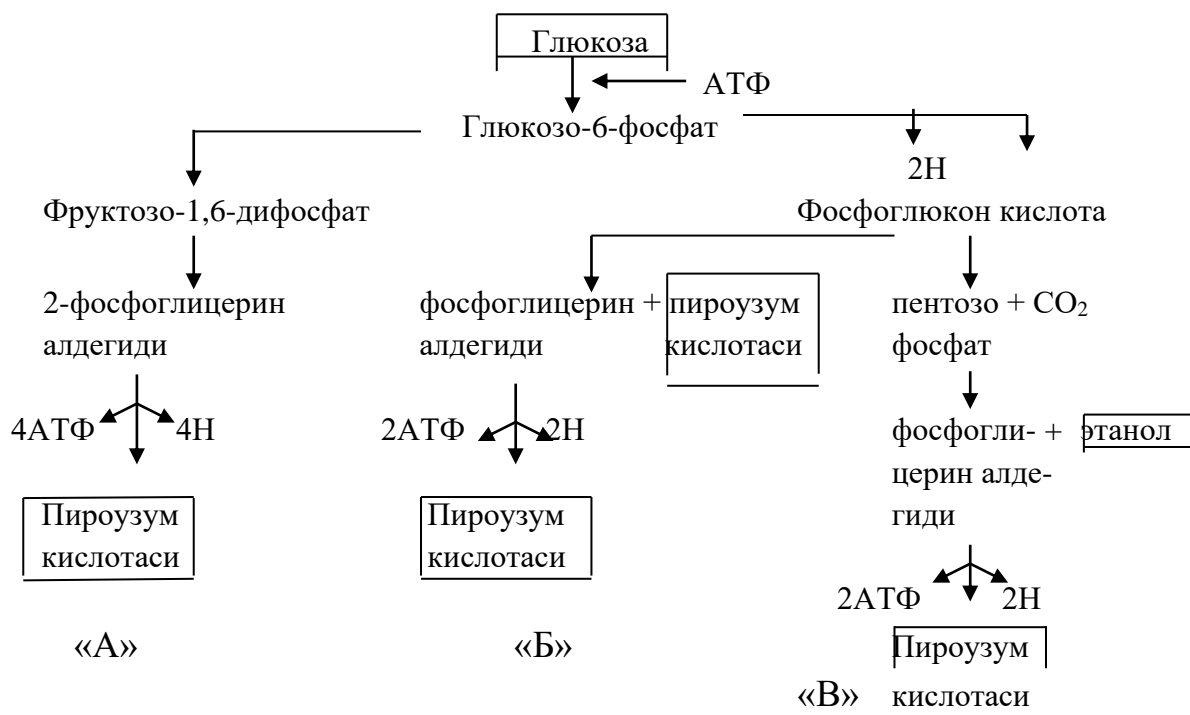 Глюкоза
АТФ
Глюкозо-6-фосфат
2Н
Фруктозо-1,6-дифосфат
Фосфоглюкон кислота
2-фосфоглицерин
алдегиди
фосфоглицерин + пироузум
алдегиди кислотаси
пентозо + CO₂
фосфат
4АТФ 4Н
2АТФ 2Н
фосфогли- + этанол
церин алде-
гиди
Пироузум
кислотаси
Пироузум
кислотаси
2АТФ 2Н
Пироузум
кислотаси
«А»
«Б»
«В»